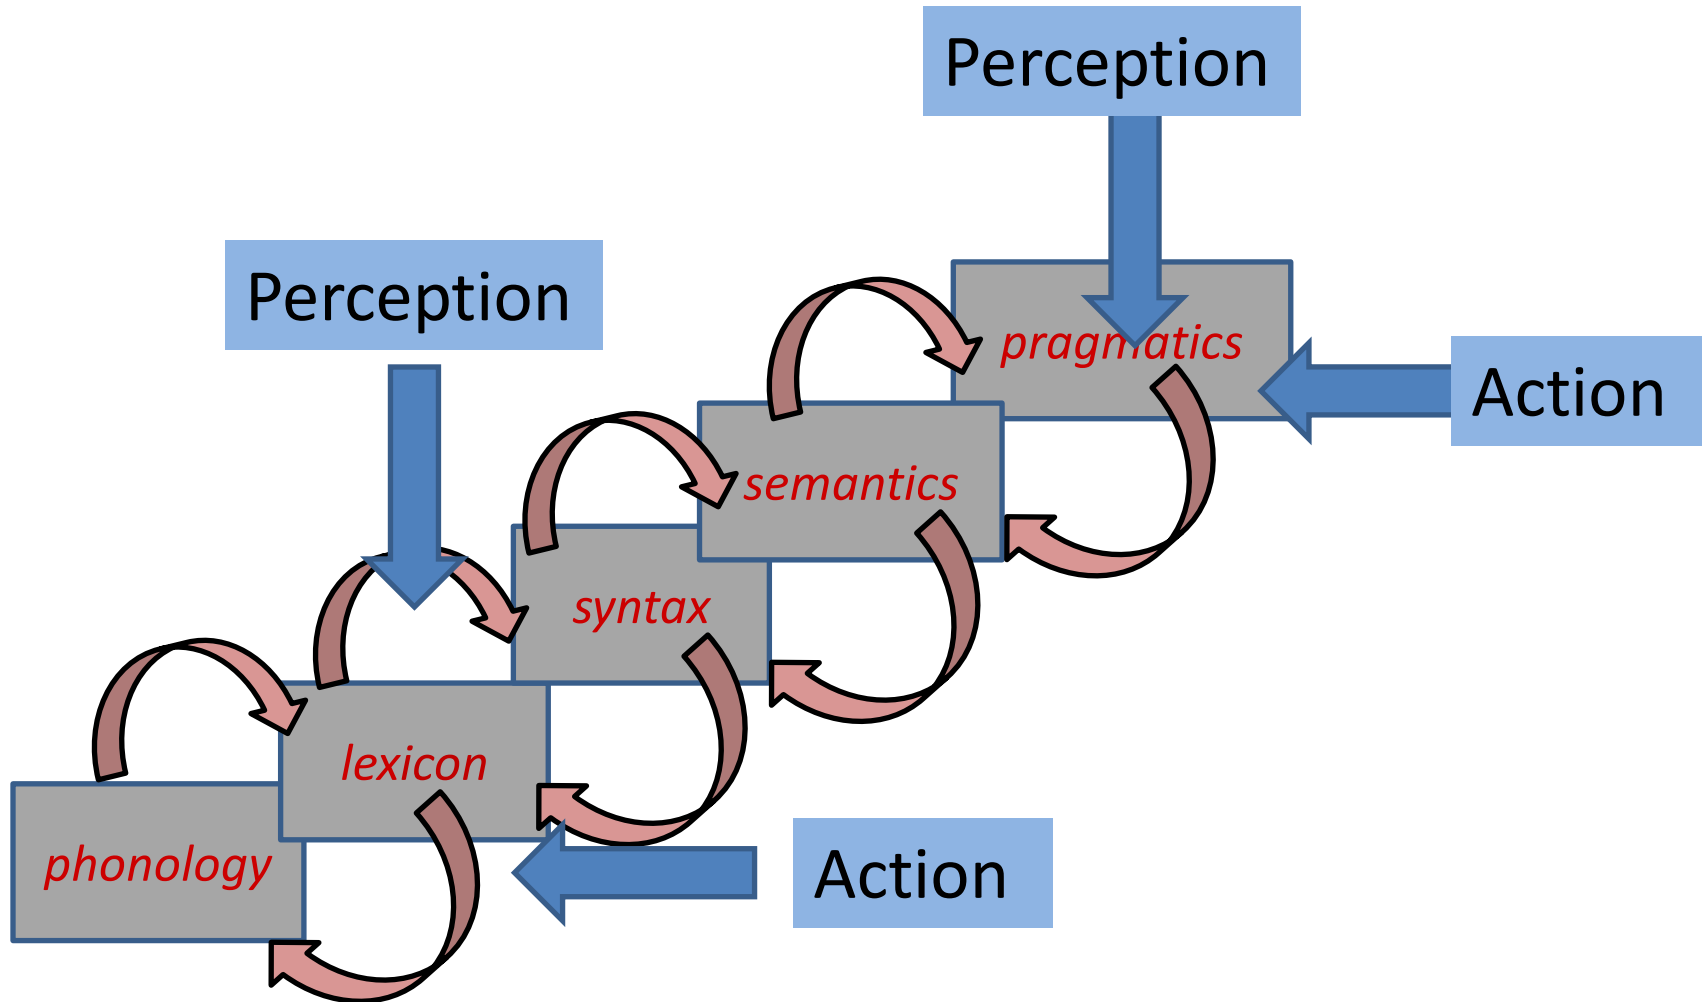 Perception
Perception
pragmatics
Action
semantics
syntax
lexicon
phonology
Action